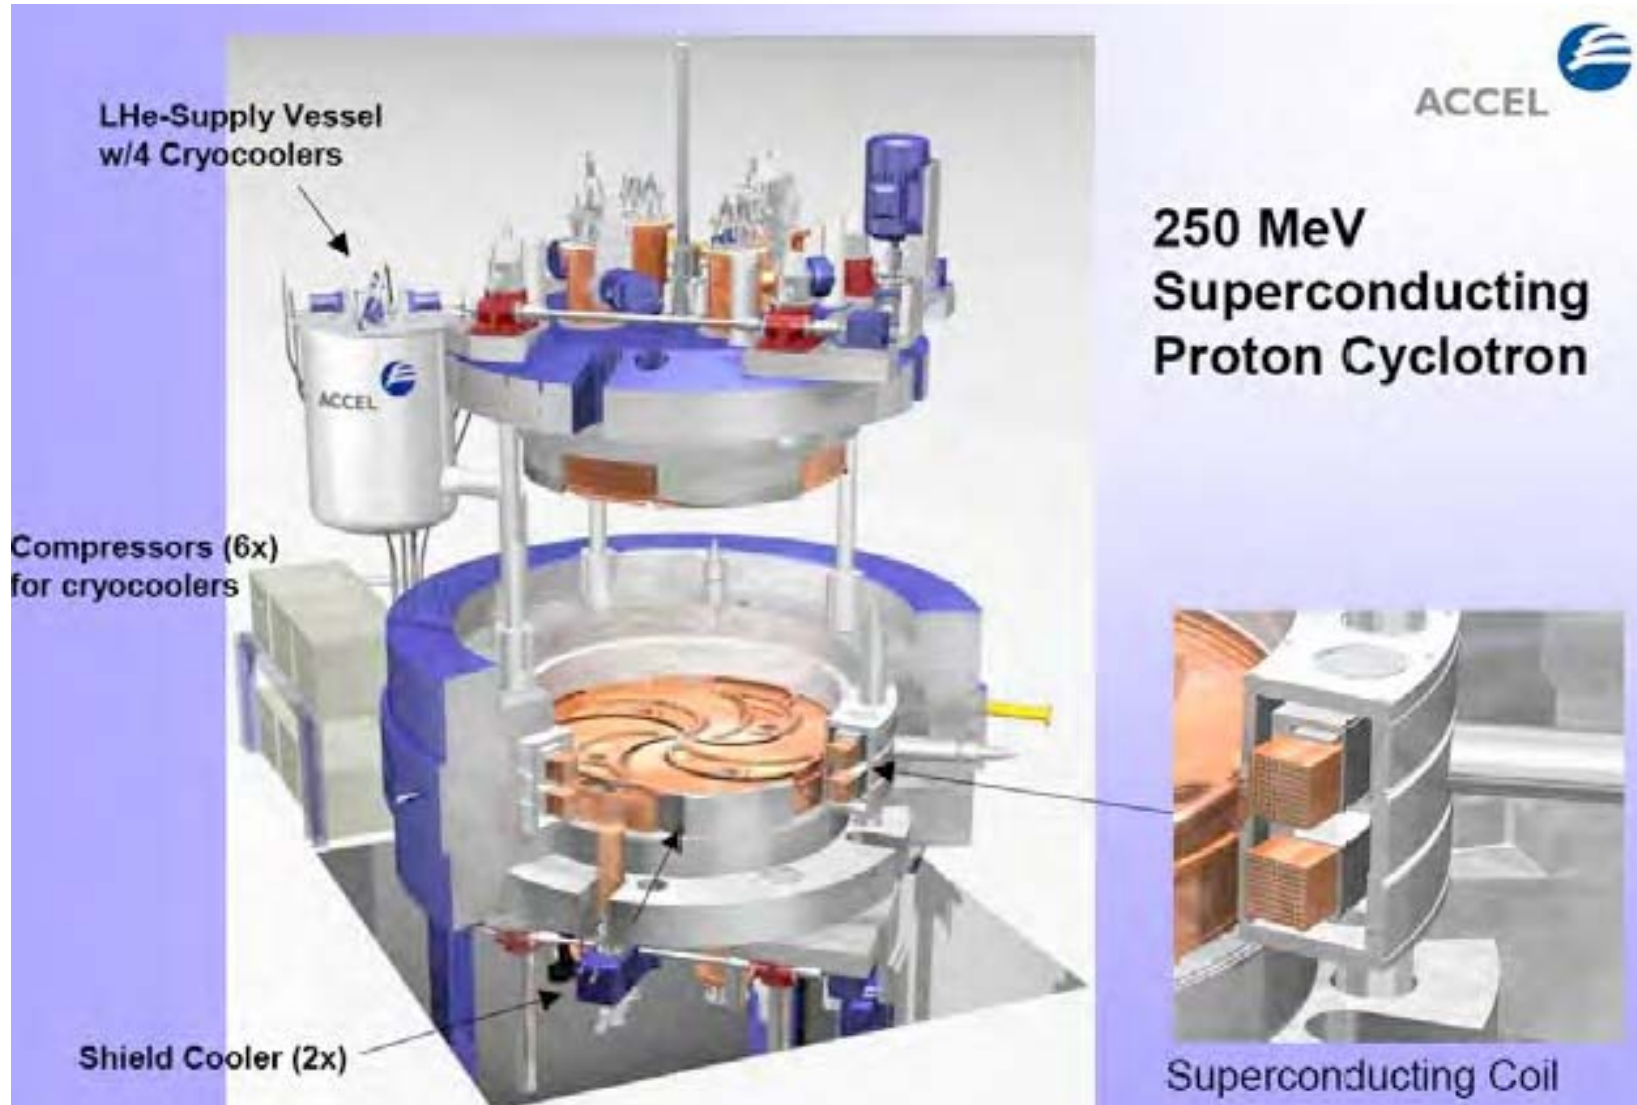 LHe-Supply Vessel
w/4 Cryocoolers
ACCEL
250 MeV
Superconducting
Proton Cyclotron
ACCEL
Compressors (6x)
for cryocoolers
Shield Cooler (2x)
Superconducting Coil